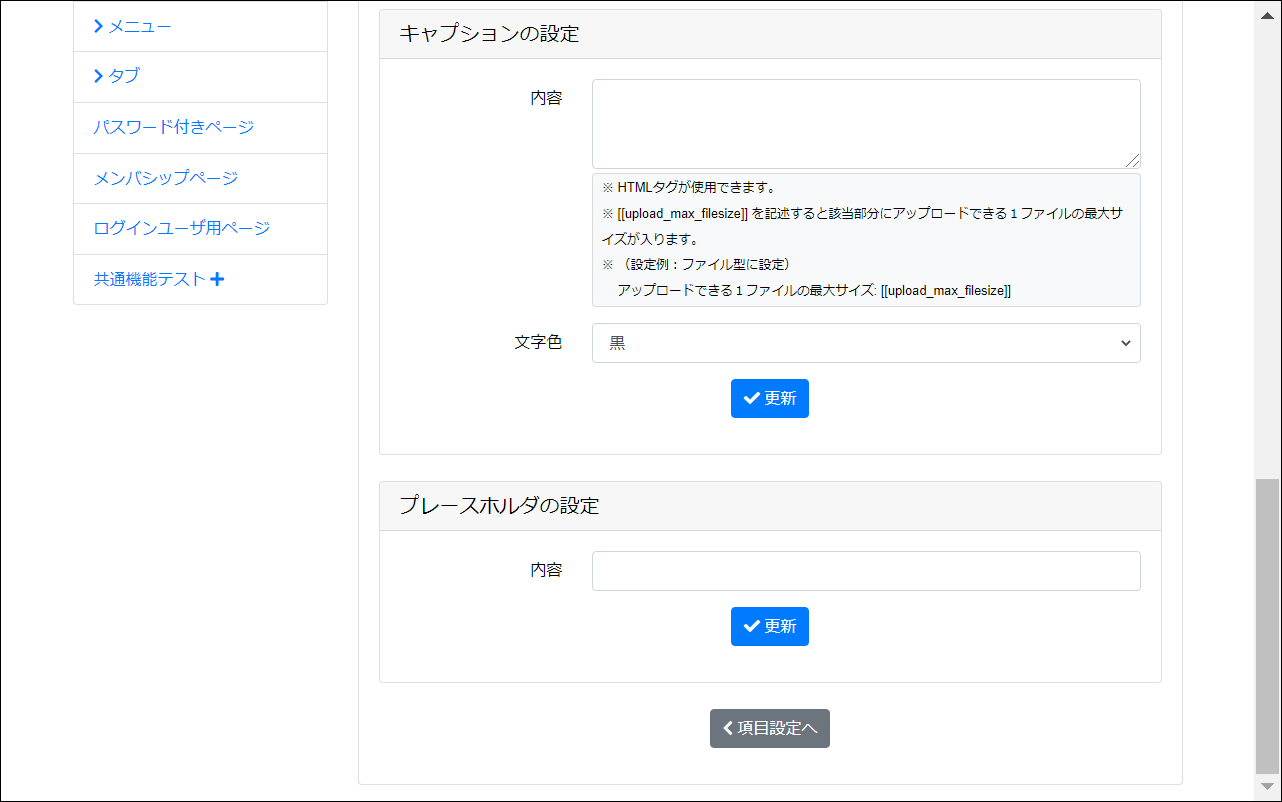 メニュー
タブ
パスワード付きページ
メンバシップページ
ログインユーザ用ページ
共通機能テスト
キャプションの設定
内容
※ HTMLタグが使用できます。
※ [[upload_max_filesize]] を記述すると該当部分にアップロードできる１ファイルの最大サ
イズが入ります。
※ （設定例：ファイル型に設定）
アップロードできる１ファイルの最大サイズ: [[upload_max_filesize]]
文字色
黒
更新
プレースホルダの設定
内容
更新
項目設定へ